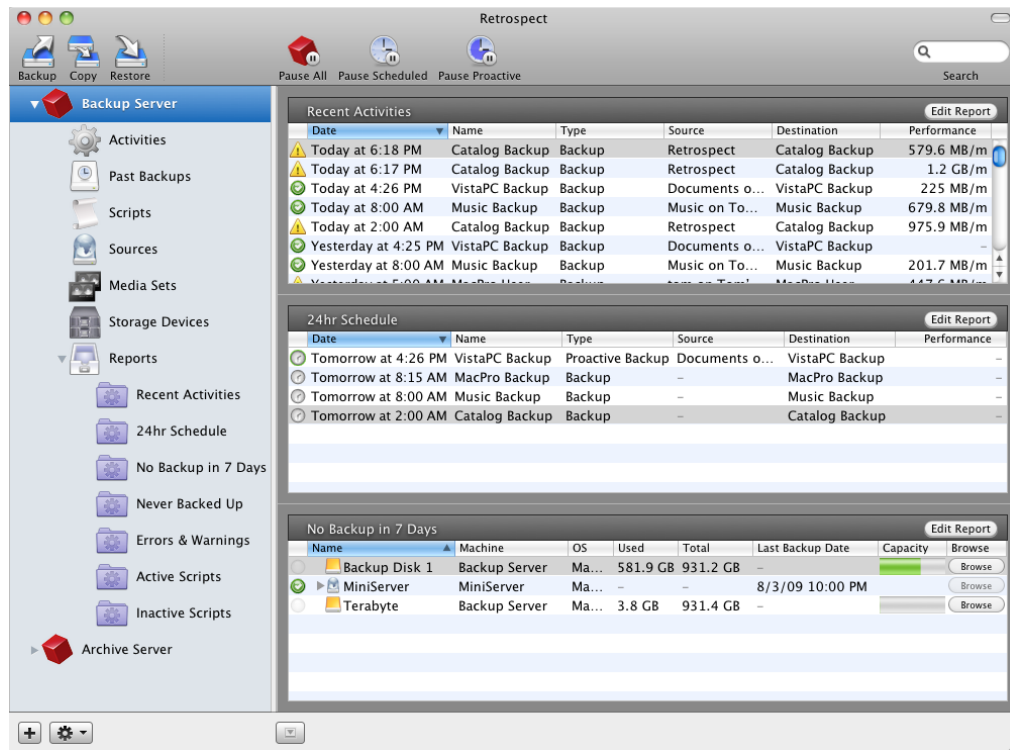 Retrospect
Backup Copy Restore Pause All Pause Scheduled Pause Proactive Search
Backup Server
Activities
Past Backups
Scripts
Sources
Media Sets
Storage Devices
Reports
Recent Activities
24hr Schedule
No Backup in 7 Days
Never Backed Up
Errors & Warnings
Active Scripts
Inactive Scripts
Archive Server
Recent Activities Edit Report
Date Name Type Source Destination Performance
Today at 6:18 PM Catalog Backup Backup Retrospect Catalog Backup 579.6 MB/m
Today at 6:17 PM Catalog Backup Backup Retrospect Catalog Backup 1.2 GB/m
Today at 4:26 PM VistaPC Backup Backup Documents o... VistaPC Backup 225 MB/m
Today at 8:00 AM Music Backup Backup Music on To... Music Backup 679.8 MB/m
Today at 2:00 AM Catalog Backup Backup Retrospect Catalog Backup 975.9 MB/m
Yesterday at 4:25 PM VistaPC Backup Backup Documents o... VistaPC Backup –
Yesterday at 8:00 AM Music Backup Backup Music on To... Music Backup 201.7 MB/m
24hr Schedule Edit Report
Date Name Type Source Destination Performance
Tomorrow at 4:26 PM VistaPC Backup Proactive Backup Documents o... VistaPC Backup –
Tomorrow at 8:15 AM MacPro Backup Backup – MacPro Backup –
Tomorrow at 8:00 AM Music Backup Backup – Music Backup –
Tomorrow at 2:00 AM Catalog Backup Backup – Catalog Backup –
No Backup in 7 Days Edit Report
Name Machine OS Used Total Last Backup Date Capacity Browse
Backup Disk 1 Backup Server Ma... 581.9 GB 931.2 GB – Browse
MiniServer MiniServer Ma... – – 8/3/09 10:00 PM Browse
Terabyte Backup Server Ma... 3.8 GB 931.4 GB – Browse